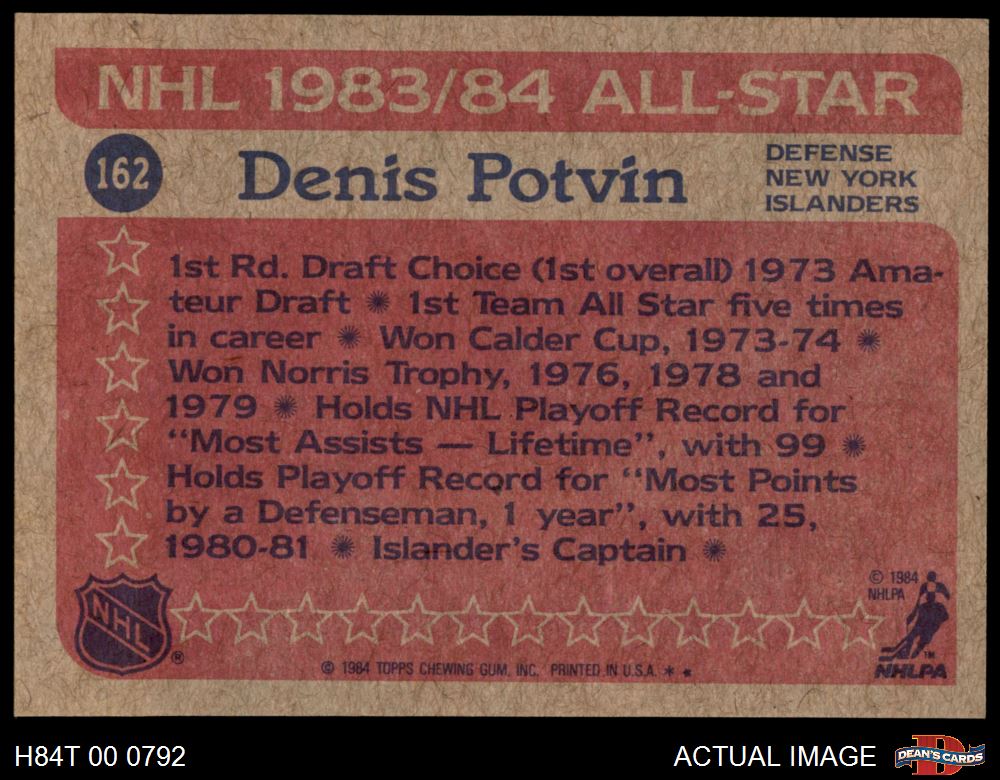 NHL 1983/84 ALL-STAR
162
Denis Potvin
DEFENSE
NEW YORK
ISLANDERS
1st Rd. Draft Choice (1st overall) 1973 Ama-
teur Draft ✺ 1st Team All Star five times
in career ✺ Won Calder Cup, 1973-74 ✺
Won Norris Trophy, 1976, 1978 and
1979 ✺ Holds NHL Playoff Record for
“Most Assists — Lifetime”, with 99 ✺
Holds Playoff Record for “Most Points
by a Defenseman, 1 year”, with 25,
1980-81 ✺ Islander's Captain ✺
NHL ®
© 1984
NHLPA
TM
NHLPA
© 1984 TOPPS CHEWING GUM, INC. PRINTED IN U.S.A. * *
H84T 00 0792
ACTUAL IMAGE
D
DEAN'S CARDS